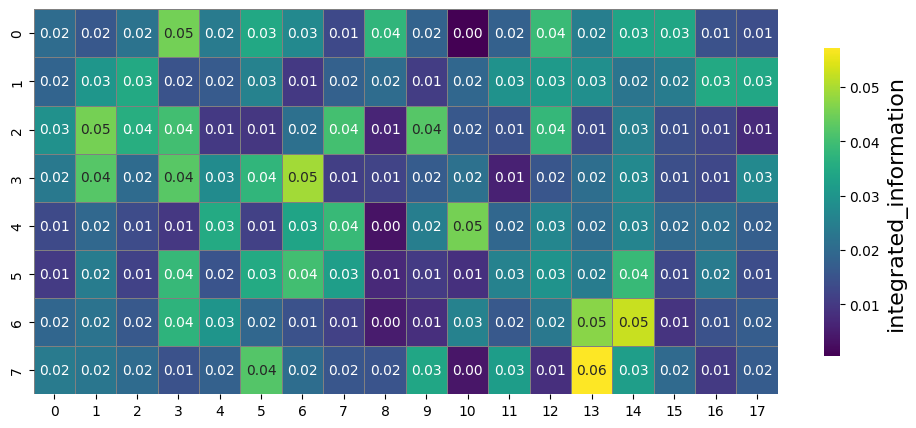 0 0.02 0.02 0.02 0.05 0.02 0.03 0.03 0.01 0.04 0.02 0.00 0.02 0.04 0.02 0.03 0.03 0.01 0.01
1 0.02 0.03 0.03 0.02 0.02 0.03 0.01 0.02 0.02 0.01 0.02 0.03 0.03 0.03 0.02 0.02 0.03 0.03
2 0.03 0.05 0.04 0.04 0.01 0.01 0.02 0.04 0.01 0.04 0.02 0.01 0.04 0.01 0.03 0.01 0.01 0.01
3 0.02 0.04 0.02 0.04 0.03 0.04 0.05 0.01 0.01 0.02 0.02 0.01 0.02 0.02 0.03 0.01 0.01 0.03
4 0.01 0.02 0.01 0.01 0.03 0.01 0.03 0.04 0.00 0.02 0.05 0.02 0.03 0.02 0.03 0.02 0.02 0.02
5 0.01 0.02 0.01 0.04 0.02 0.03 0.04 0.03 0.01 0.01 0.01 0.03 0.03 0.02 0.04 0.01 0.02 0.01
6 0.02 0.02 0.02 0.04 0.03 0.02 0.01 0.01 0.00 0.01 0.03 0.02 0.02 0.05 0.05 0.01 0.01 0.02
7 0.02 0.02 0.02 0.01 0.02 0.04 0.02 0.02 0.02 0.03 0.00 0.03 0.01 0.06 0.03 0.02 0.01 0.02
0 1 2 3 4 5 6 7 8 9 10 11 12 13 14 15 16 17
0.05
0.04
0.03
0.02
0.01
integrated_information